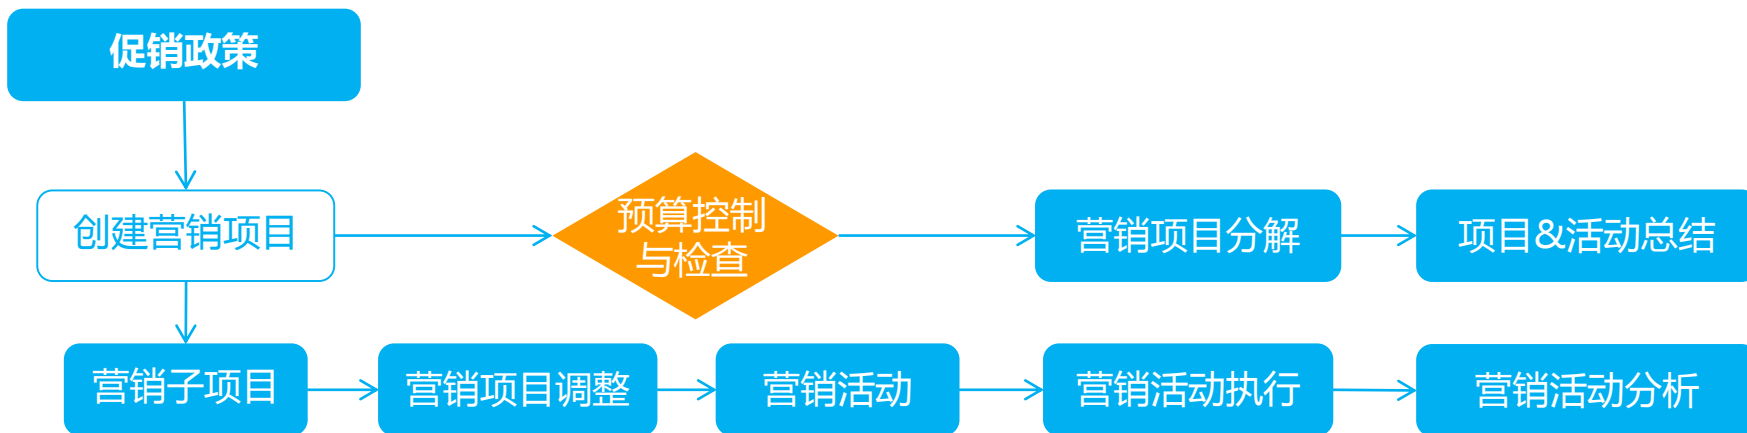 促销政策
创建营销项目
预算控制
与检查
营销项目分解
项目&活动总结
营销子项目
营销项目调整
营销活动
营销活动执行
营销活动分析